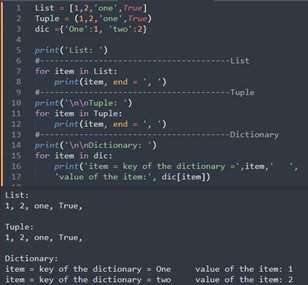 1 List = [1,2,'one',True]
2 Tuple = (1,2,'one',True)
3 dic ={'One':1, 'two':2}
4
5 print('List: ')
6 #-----------------------------------List
7 for item in List:
8     print(item, end = ', ')
9 #-----------------------------------Tuple
10 print('\n\nTuple: ')
11 for item in Tuple:
12     print(item, end = ', ')
13 #-----------------------------------Dictionary
14 print('\n\nDictionary: ')
15 for item in dic:
16     print('item = key of the dictionary =',item,'   ',
17     'value of the item:', dic[item])
List:
1, 2, one, True,
Tuple:
1, 2, one, True,
Dictionary:
item = key of the dictionary = One     value of the item: 1
item = key of the dictionary = two     value of the item: 2